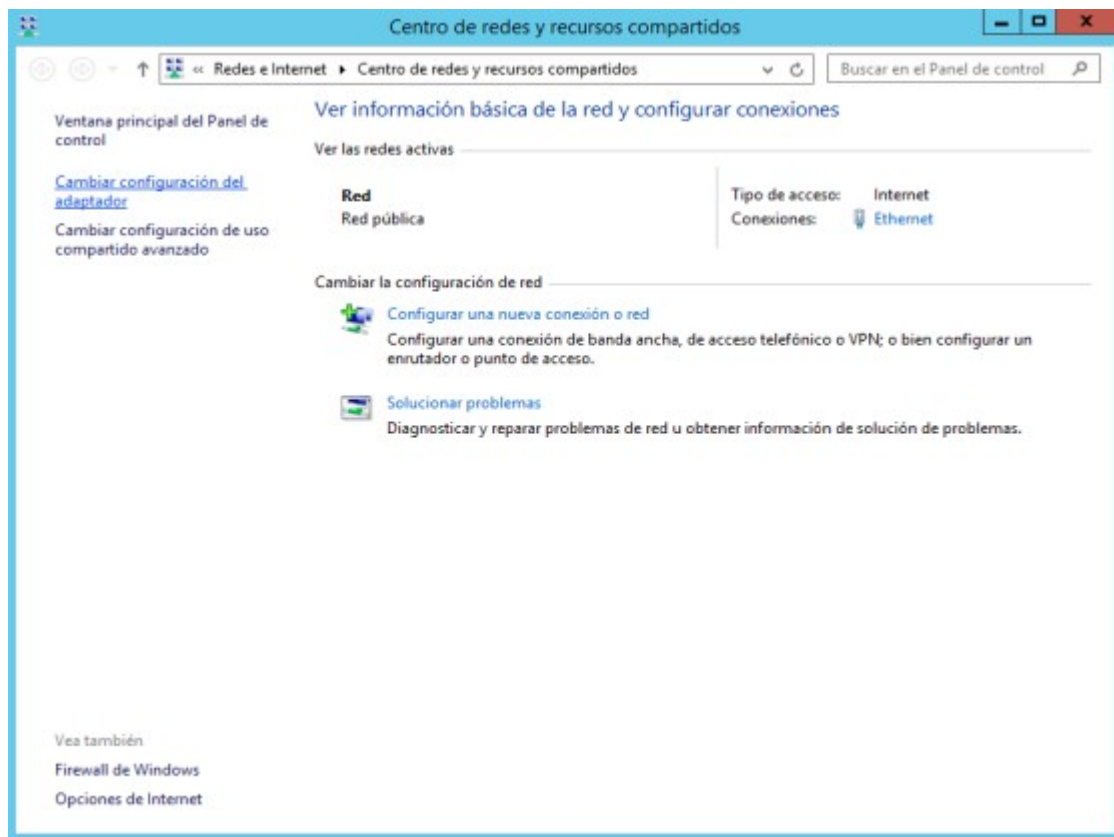 Centro de redes y recursos compartidos
« Redes e Internet ▸ Centro de redes y recursos compartidos
Buscar en el Panel de control
Ventana principal del Panel de
control
Cambiar configuración del
adaptador
Cambiar configuración de uso
compartido avanzado
Ver información básica de la red y configurar conexiones
Ver las redes activas
Red
Red pública
Tipo de acceso: Internet
Conexiones: Ethernet
Cambiar la configuración de red
Configurar una nueva conexión o red
Configurar una conexión de banda ancha, de acceso telefónico o VPN; o bien configurar un
enrutador o punto de acceso.
Solucionar problemas
Diagnosticar y reparar problemas de red u obtener información de solución de problemas.
Vea también
Firewall de Windows
Opciones de Internet